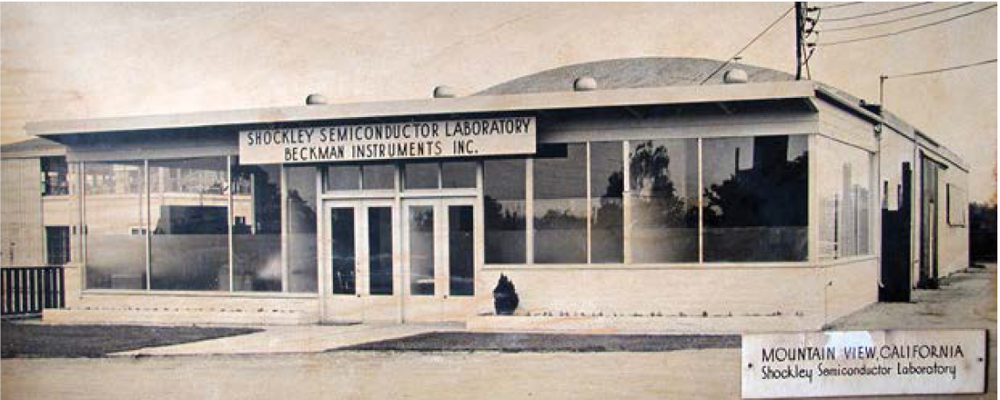 SHOCKLEY SEMICONDUCTOR LABORATORY
BECKMAN INSTRUMENTS INC.
MOUNTAIN VIEW, CALIFORNIA
Shockley Semiconductor Laboratory